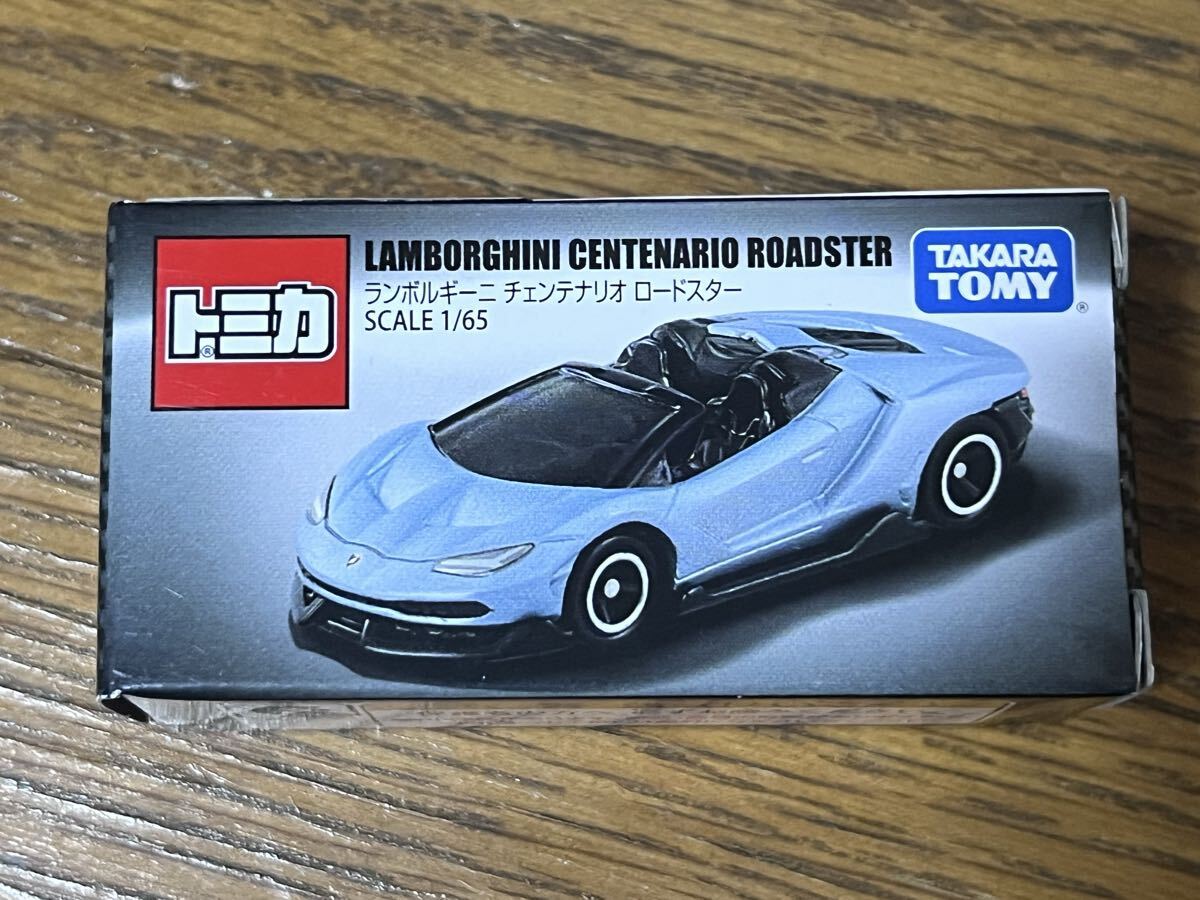 トミカ
®
LAMBORGHINI CENTENARIO ROADSTER
ランボルギーニ チェンテナリオ ロードスター
SCALE 1/65
TAKARA
TOMY
®